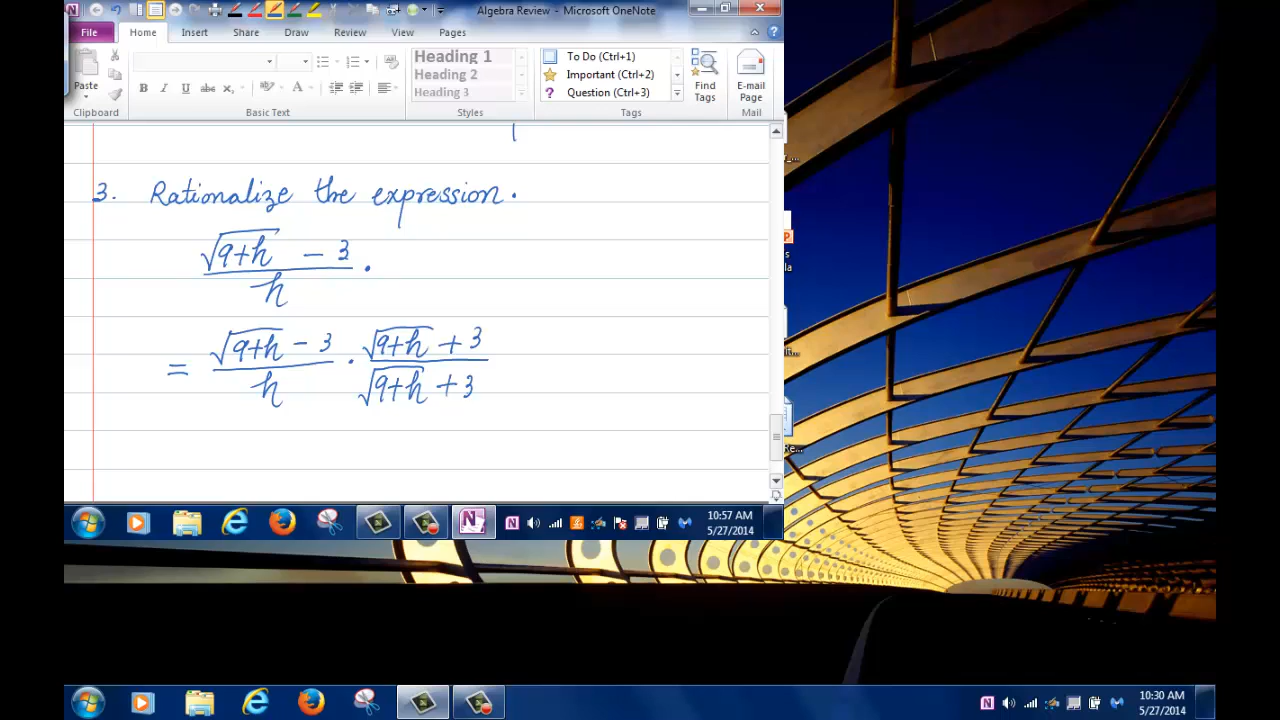 Algebra Review - Microsoft OneNote
File Home Insert Share Draw Review View Pages
Paste
Clipboard
B I U abc x₂ A
Basic Text
Heading 1
Heading 2
Heading 3
Styles
To Do (Ctrl+1)
Important (Ctrl+2)
Question (Ctrl+3)
Tags
Find Tags
E-mail Page
Mail
3. Rationalize the expression.
(√(9+h) - 3)/h .
= (√(9+h) - 3)/h · (√(9+h) + 3)/(√(9+h) + 3)
10:57 AM
5/27/2014
10:30 AM
5/27/2014